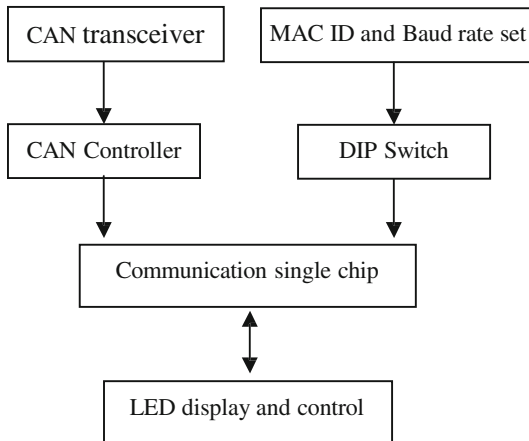 CAN transceiver
MAC ID and Baud rate set
CAN Controller
DIP Switch
Communication single chip
LED display and control